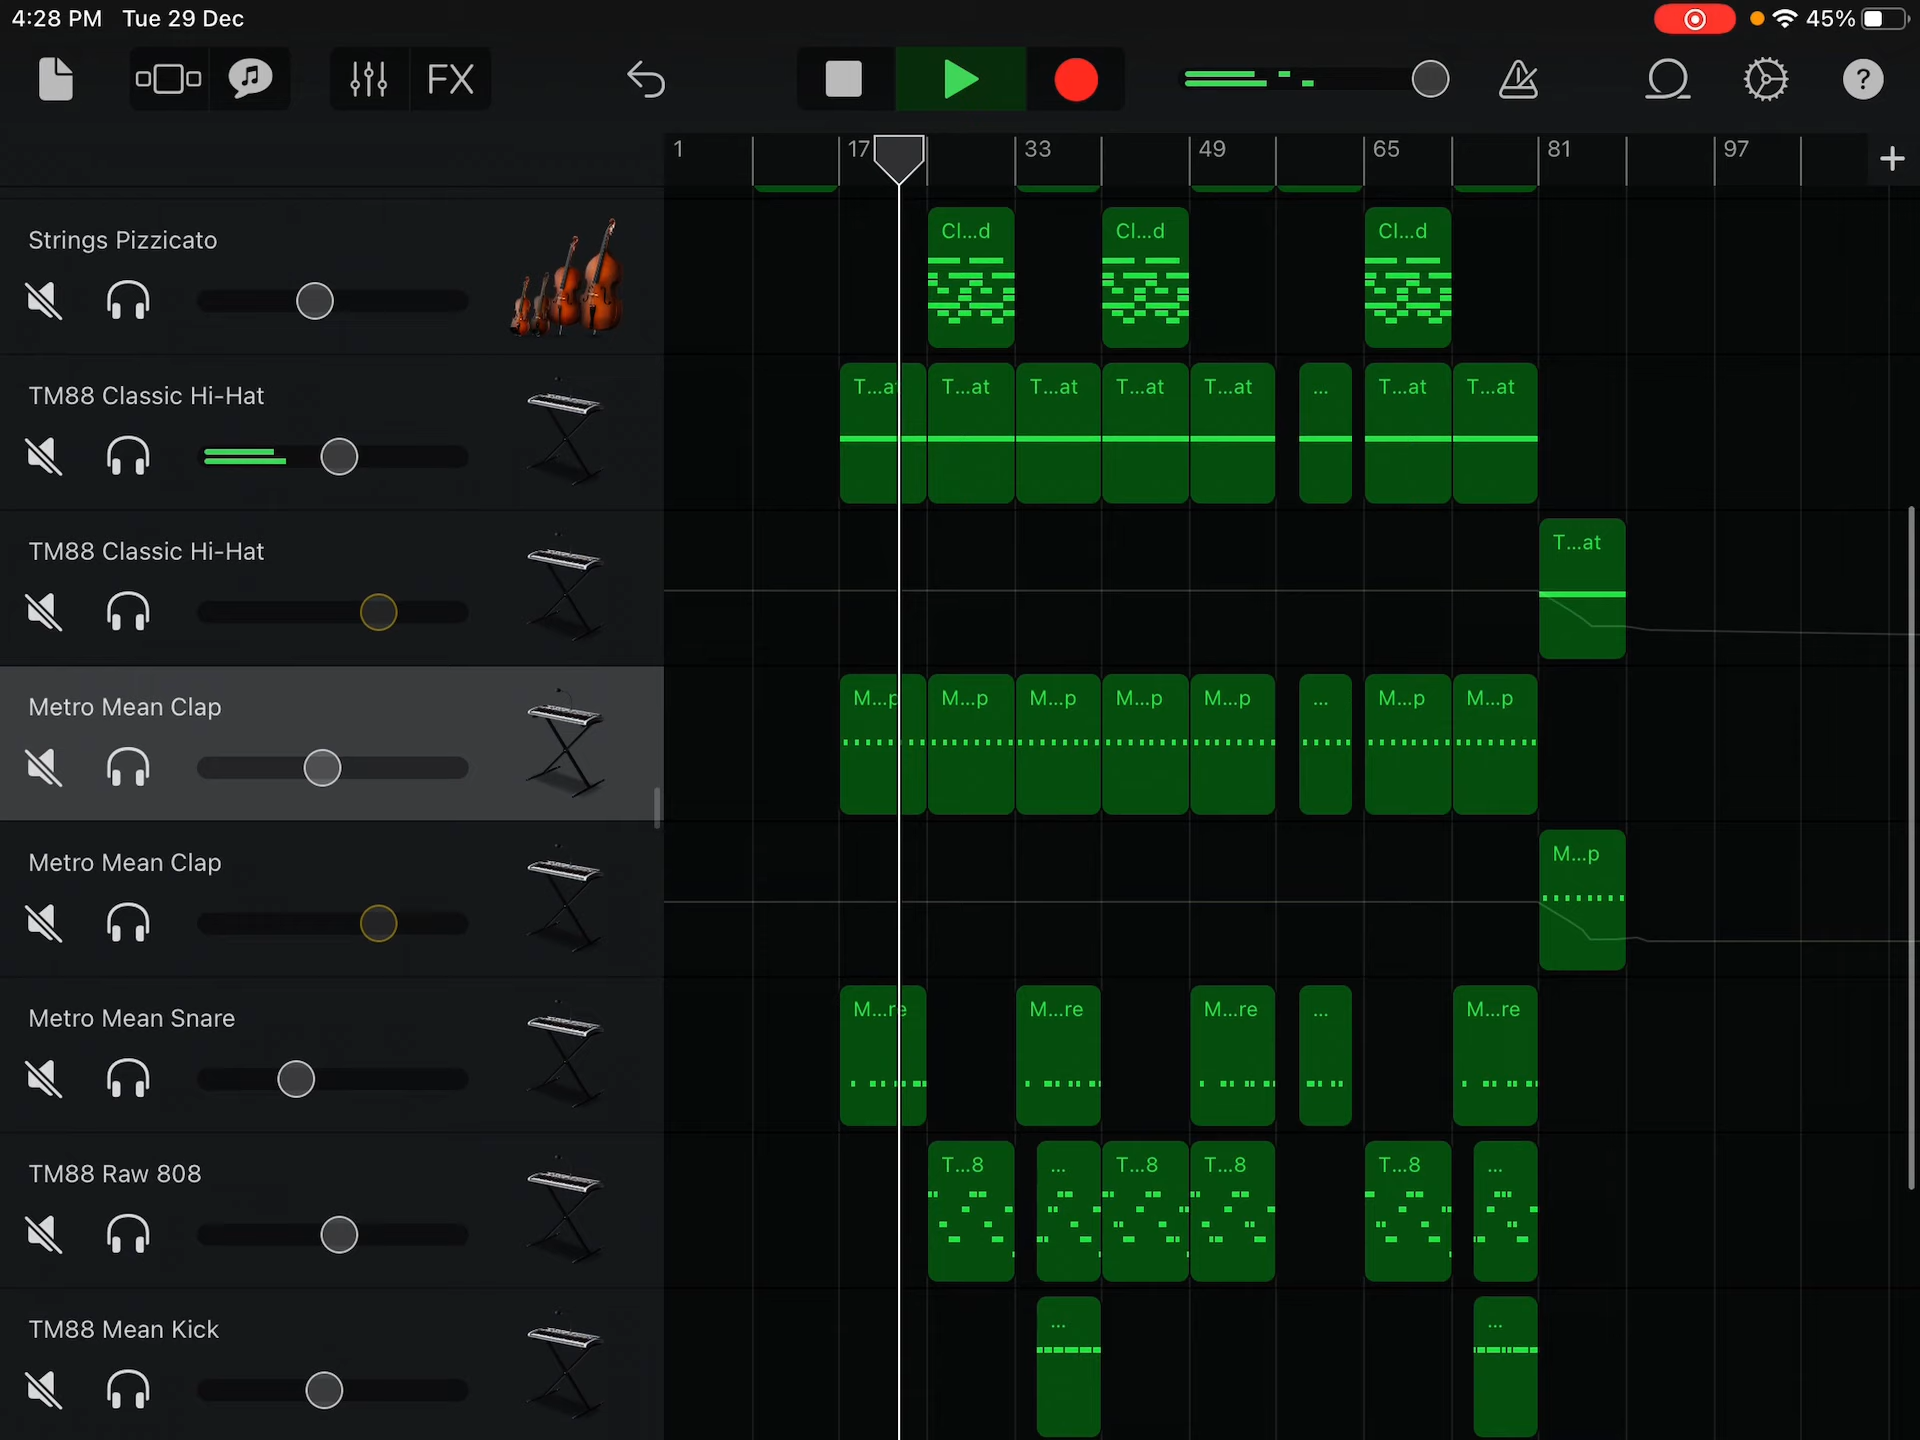 4:28 PM Tue 29 Dec 45%
FX ?
1 17 33 49 65 81 97 +
Strings Pizzicato
Cl...d Cl...d Cl...d
TM88 Classic Hi-Hat
T...at T...at T...at T...at T...at ... T...at T...at
TM88 Classic Hi-Hat
T...at
Metro Mean Clap
M...p M...p M...p M...p M...p ... M...p M...p
Metro Mean Clap
M...p
Metro Mean Snare
M...re M...re M...re ... M...re
TM88 Raw 808
T...8 ... T...8 T...8 T...8 ...
TM88 Mean Kick
... ...